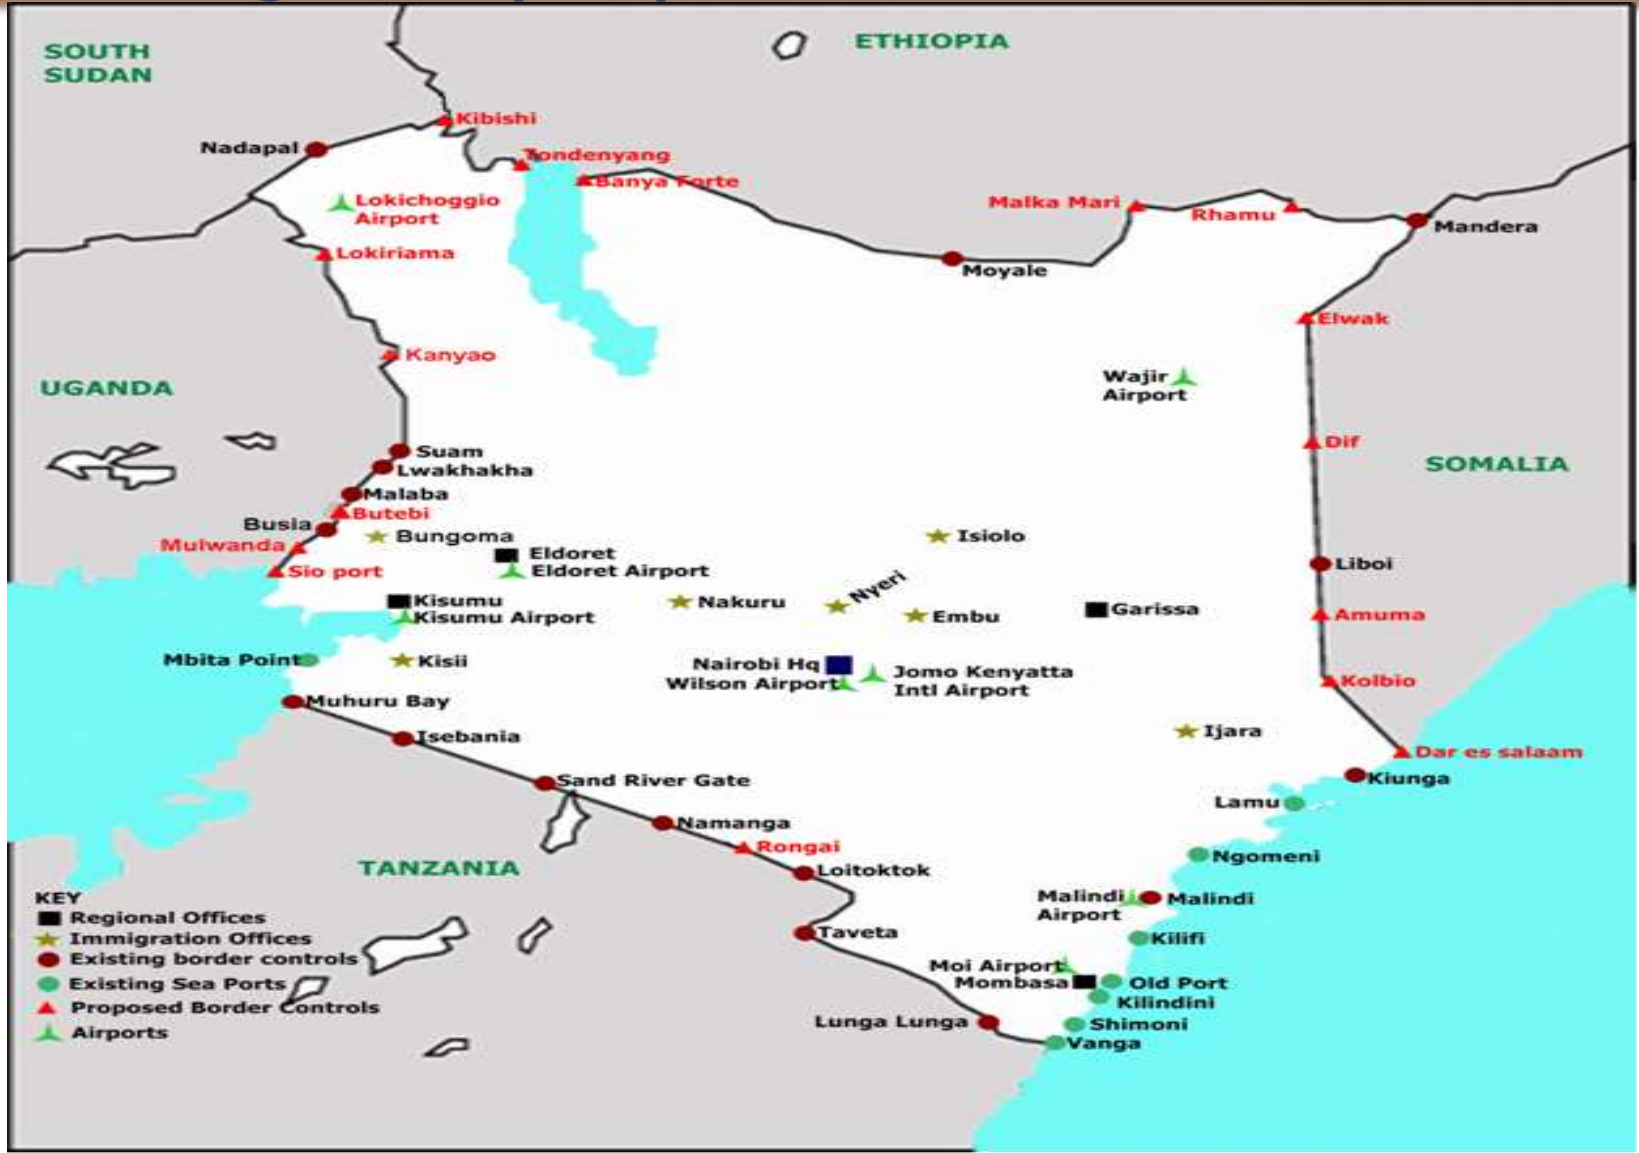 SOUTH
SUDAN
ETHIOPIA
Kibishi
Nadapal
Tondenyang
Banya Forte
Lokichoggio
Airport
Malka Mari
Rhamu
Mandera
Lokiriama
Moyale
Elwak
Kanyao
UGANDA
Wajir
Airport
Suam
Lwakhakha
Dif
SOMALIA
Malaba
Butebi
Busia
Bungoma
Isiolo
Mulwanda
Eldoret
Eldoret Airport
Liboi
Sio port
Kisumu
Kisumu Airport
Nakuru
Nyeri
Embu
Garissa
Amuma
Mbita Point
Kisii
Nairobi Hq
Wilson Airport
Jomo Kenyatta
Intl Airport
Kolbio
Muhuru Bay
Isebania
Ijara
Dar es salaam
Sand River Gate
Kiunga
Lamu
Namanga
Rongai
Ngomeni
TANZANIA
Loitoktok
Malindi
Airport
Malindi
Taveta
Kilifi
Moi Airport
Mombasa
Old Port
Kilindini
Lunga Lunga
Shimoni
Vanga
KEY
Regional Offices
Immigration Offices
Existing border controls
Existing Sea Ports
Proposed Border Controls
Airports